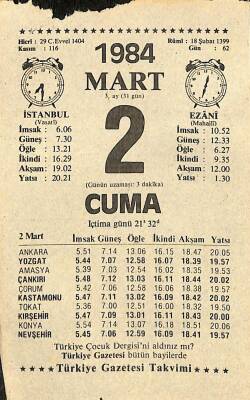 Hicrî : 29 C.Evvel 1404 Rûmî : 18 Şubat 1399
Kasım : 116 Gün : 62
1984
MART
3. ay (31 gün)
İSTANBUL
(Vasatî)
İmsak : 6.06
Güneş : 7.30
Öğle : 13.21
İkindi : 16.29
Akşam : 19.02
Yatsı : 20.21
2
EZÂNÎ
(Mahallî)
İmsak : 10.52
Güneş : 12.33
Öğle : 6.27
İkindi : 9.35
Akşam : 12.00
Yatsı : 1.30
(Günün uzaması: 3 dakika)
CUMA
İçtima günü 21ˢ 32ᵈ
2 Mart İmsak Güneş Öğle İkindi Akşam Yatsı
ANKARA 5.51 7.14 13.06 16.15 18.47 20.05
YOZGAT 5.44 7.07 12.58 16.07 18.39 19.57
AMASYA 5.39 7.03 12.54 16.02 18.34 19.53
ÇANKIRI 5.48 7.12 13.03 16.11 18.44 20.02
ÇORUM 5.42 7.06 12.58 16.06 18.38 19.56
KASTAMONU 5.47 7.11 13.02 16.09 18.42 20.02
TOKAT 5.36 7.00 12.51 16.00 18.32 19.50
KIRŞEHİR 5.47 7.09 13.01 16.11 18.43 20.00
KONYA 5.54 7.14 13.07 16.18 18.51 20.06
NEVŞEHİR 5.45 7.06 12.59 16.09 18.41 19.57
Türkiye Çocuk Dergisi'ni aldınız mı?
Türkiye Gazetesi bütün bayilerde
★★★★ Türkiye Gazetesi Takvimi ★★★★